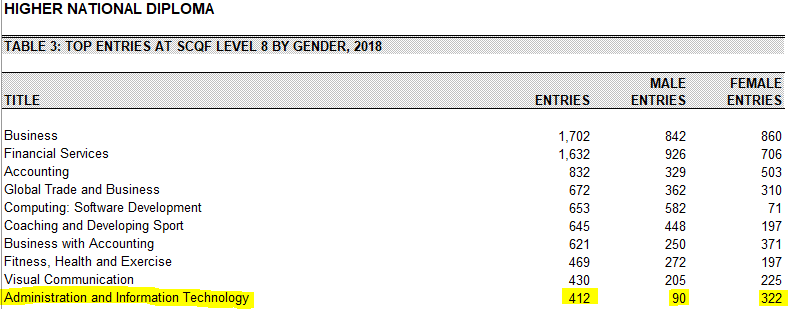 HIGHER NATIONAL DIPLOMA
TABLE 3: TOP ENTRIES AT SCQF LEVEL 8 BY GENDER, 2018
MALE FEMALE
TITLE ENTRIES ENTRIES ENTRIES
Business 1,702 842 860
Financial Services 1,632 926 706
Accounting 832 329 503
Global Trade and Business 672 362 310
Computing: Software Development 653 582 71
Coaching and Developing Sport 645 448 197
Business with Accounting 621 250 371
Fitness, Health and Exercise 469 272 197
Visual Communication 430 205 225
Administration and Information Technology 412 90 322